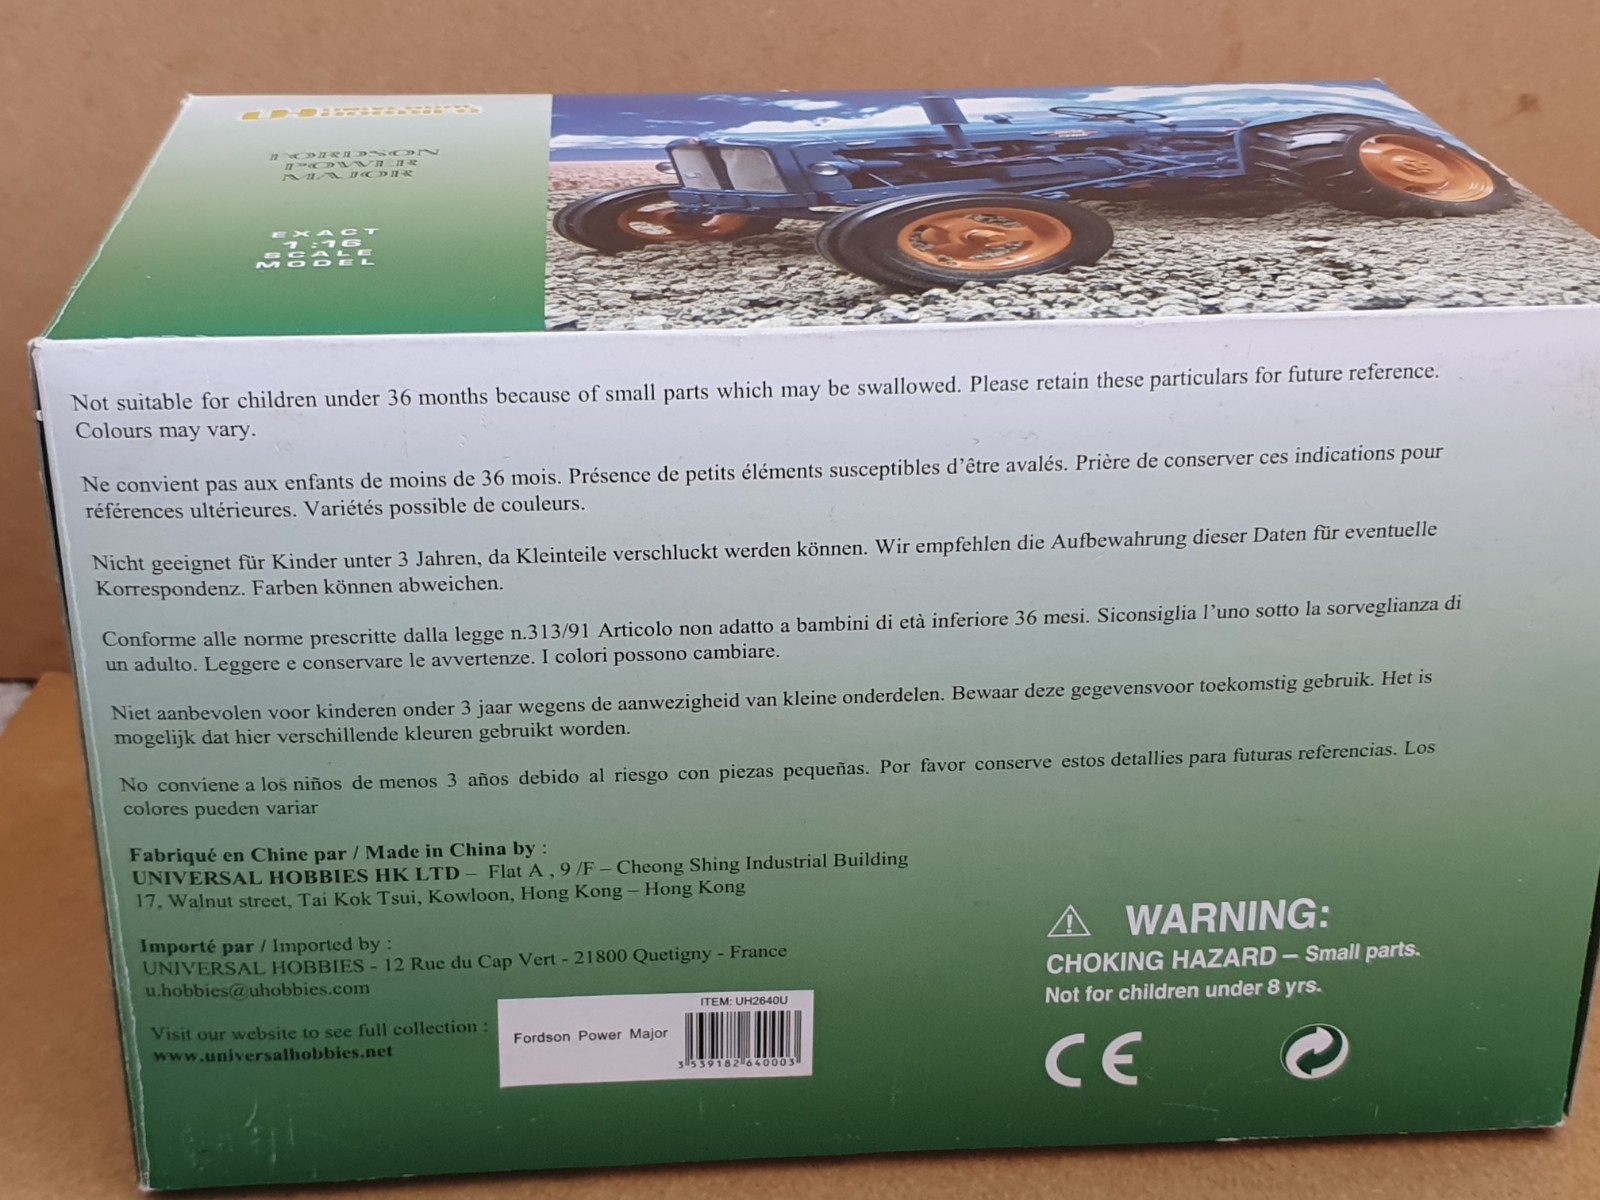 UNIVERSAL HOBBIES
FORDSON
POWER
MAJOR
EXACT
1:16
SCALE
MODEL
Not suitable for children under 36 months because of small parts which may be swallowed. Please retain these particulars for future reference.
Colours may vary.
Ne convient pas aux enfants de moins de 36 mois. Présence de petits éléments susceptibles d'être avalés. Prière de conserver ces indications pour
références ultérieures. Variétés possible de couleurs.
Nicht geeignet für Kinder unter 3 Jahren, da Kleinteile verschluckt werden können. Wir empfehlen die Aufbewahrung dieser Daten für eventuelle
Korrespondenz. Farben können abweichen.
Conforme alle norme prescritte dalla legge n.313/91 Articolo non adatto a bambini di età inferiore 36 mesi. Siconsiglia l'uno sotto la sorveglianza di
un adulto. Leggere e conservare le avvertenze. I colori possono cambiare.
Niet aanbevolen voor kinderen onder 3 jaar wegens de aanwezigheid van kleine onderdelen. Bewaar deze gegevensvoor toekomstig gebruik. Het is
mogelijk dat hier verschillende kleuren gebruikt worden.
No conviene a los niños de menos 3 años debido al riesgo con piezas pequeñas. Por favor conserve estos detallies para futuras referencias. Los
colores pueden variar
Fabriqué en Chine par / Made in China by :
UNIVERSAL HOBBIES HK LTD – Flat A , 9 /F – Cheong Shing Industrial Building
17, Walnut street, Tai Kok Tsui, Kowloon, Hong Kong – Hong Kong
Importé par / Imported by :
UNIVERSAL HOBBIES - 12 Rue du Cap Vert - 21800 Quetigny - France
u.hobbies@uhobbies.com
Visit our website to see full collection :
www.universalhobbies.net
ITEM: UH2640U
Fordson Power Major
3 539182 640003
WARNING:
CHOKING HAZARD – Small parts.
Not for children under 8 yrs.
CE